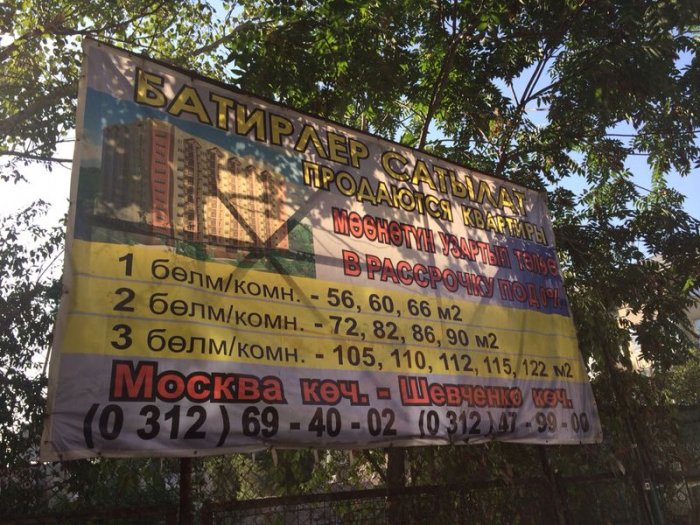 БАТИРЛЕР САТЫЛАТ
ПРОДАЮТСЯ КВАРТИРЫ
МӨӨНӨТҮН УЗАРТЫП ТӨЛӨӨ
В РАССРОЧКУ ПОД 0%
1 бөлм/комн. - 56, 60, 66 м2
2 бөлм/комн. - 72, 82, 86, 90 м2
3 бөлм/комн. - 105, 110, 112, 115, 122 м2
Москва көч. - Шевченко көч.
(0 312) 69 - 40 - 02 (0 312) 47 - 99 - 00